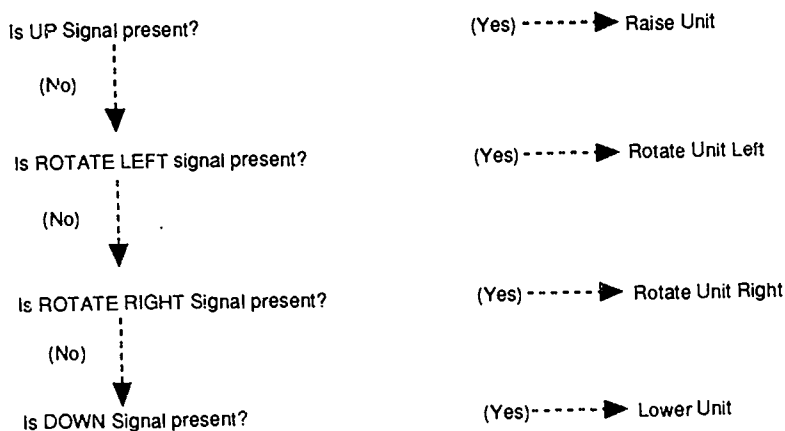 Is UP Signal present? (Yes) Raise Unit
(No)
Is ROTATE LEFT signal present? (Yes) Rotate Unit Left
(No)
Is ROTATE RIGHT Signal present? (Yes) Rotate Unit Right
(No)
Is DOWN Signal present? (Yes) Lower Unit